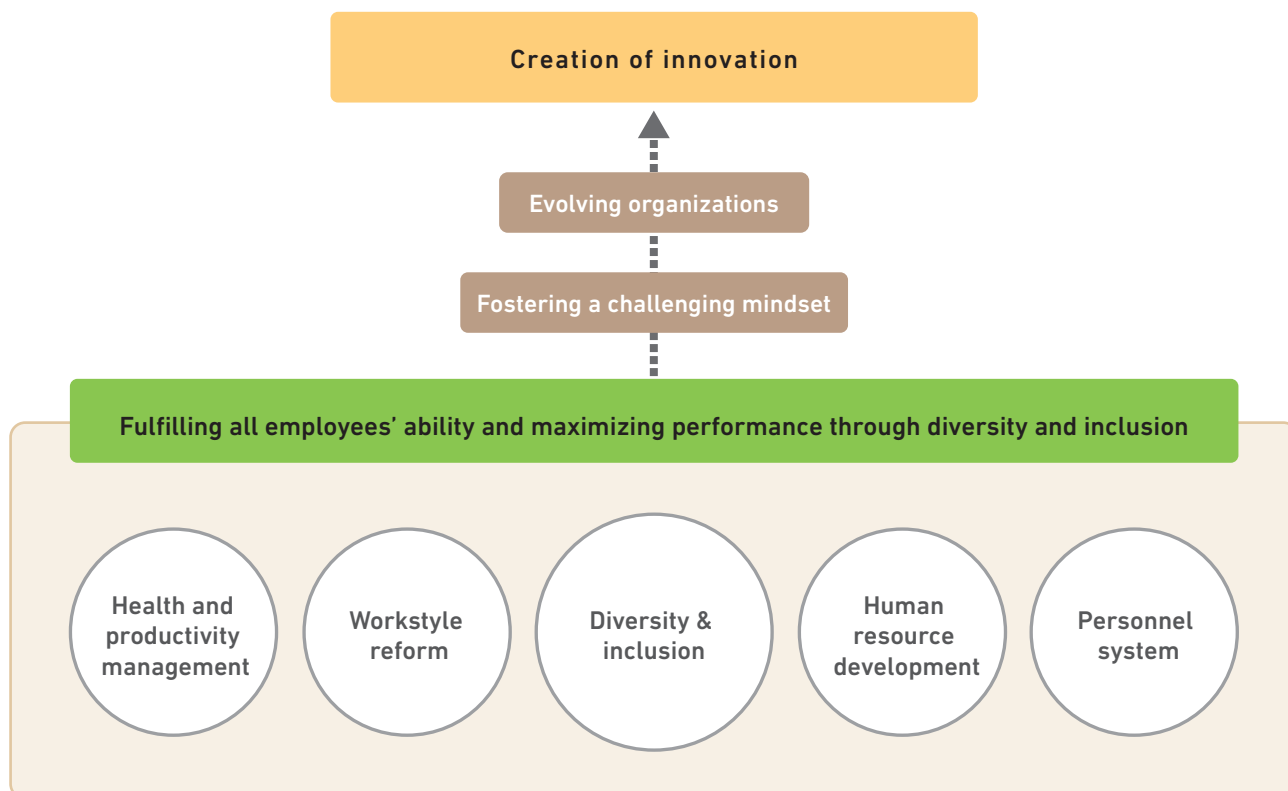 Creation of innovation
Evolving organizations
Fostering a challenging mindset
Fulfilling all employees’ ability and maximizing performance through diversity and inclusion
Health and
productivity
management
Workstyle
reform
Diversity &
inclusion
Human
resource
development
Personnel
system